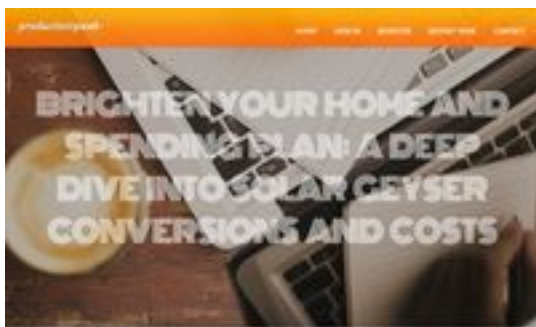 BRIGHTEN YOUR HOME AND
SPENDING PLAN: A DEEP
DIVE INTO SOLAR GEYSER
CONVERSIONS AND COSTS